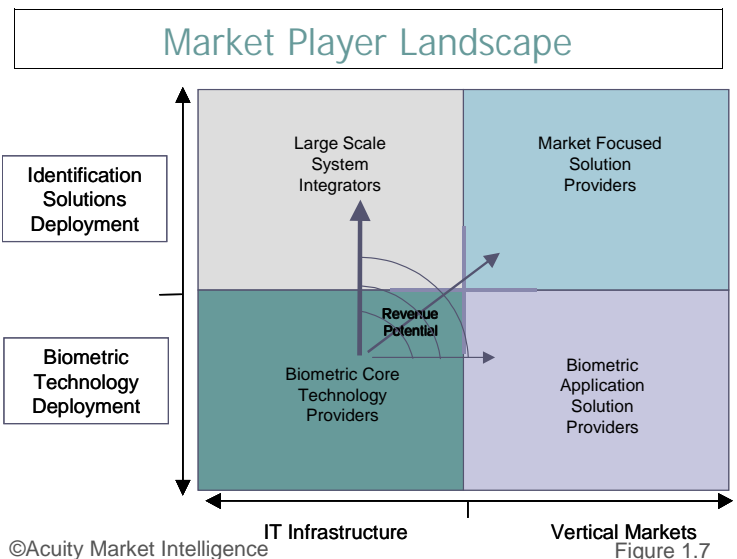 Market Player Landscape
Large Scale
System
Integrators
Market Focused
Solution
Providers
Identification
Solutions
Deployment
Revenue
Potential
Biometric
Technology
Deployment
Biometric Core
Technology
Providers
Biometric
Application
Solution
Providers
IT Infrastructure
Vertical Markets
©Acuity Market Intelligence
Figure 1.7